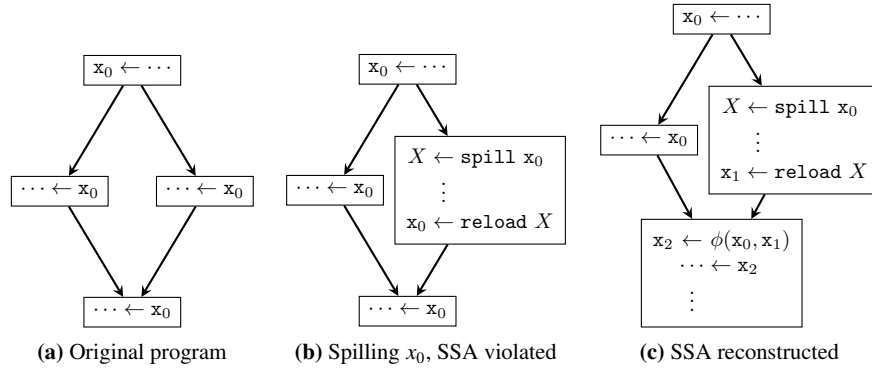 x₀ ← ···
··· ← x₀
··· ← x₀
··· ← x₀
(a) Original program
x₀ ← ···
··· ← x₀
X ← spill x₀
⋮
x₀ ← reload X
··· ← x₀
(b) Spilling x₀, SSA violated
x₀ ← ···
··· ← x₀
X ← spill x₀
⋮
x₁ ← reload X
x₂ ← ϕ(x₀, x₁)
··· ← x₂
⋮
(c) SSA reconstructed